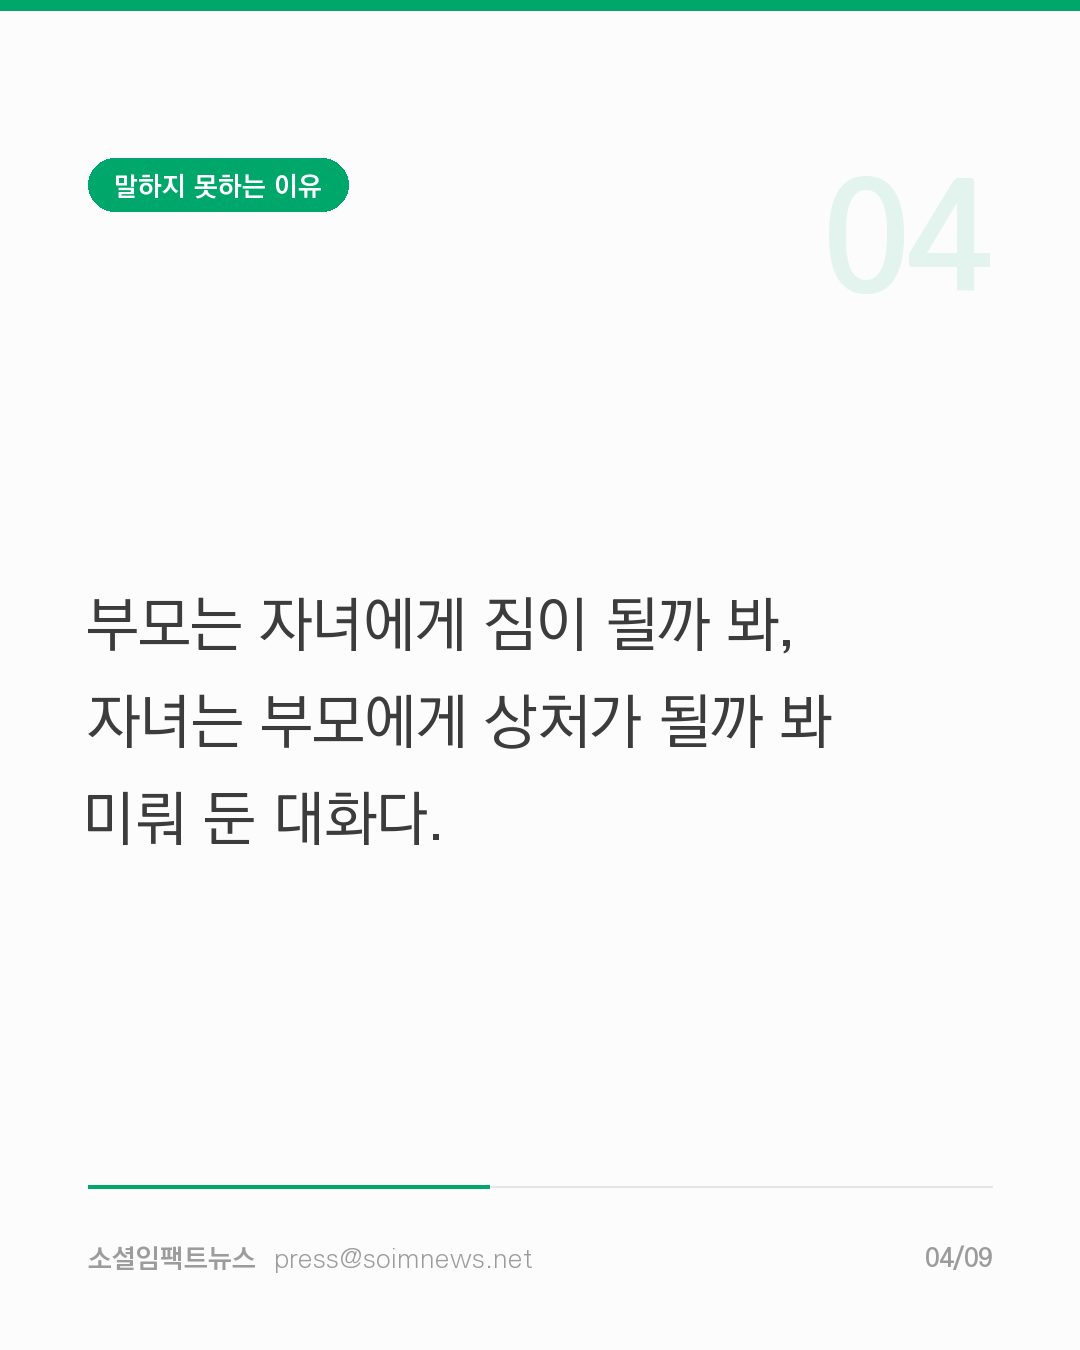 말하지 못하는 이유
04
부모는 자녀에게 짐이 될까 봐,
자녀는 부모에게 상처가 될까 봐
미뤄 둔 대화다.
소셜임팩트뉴스 press@soimnews.net
04/09